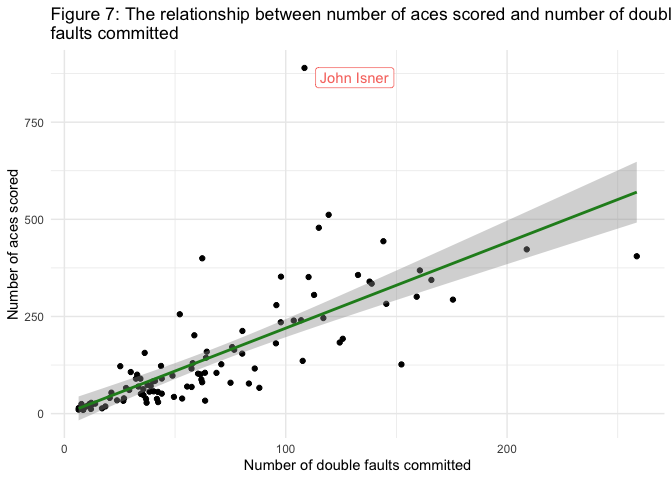 Figure 7: The relationship between number of aces scored and number of doubl
faults committed
John Isner
750
500
250
0
Number of aces scored
0
100
200
Number of double faults committed